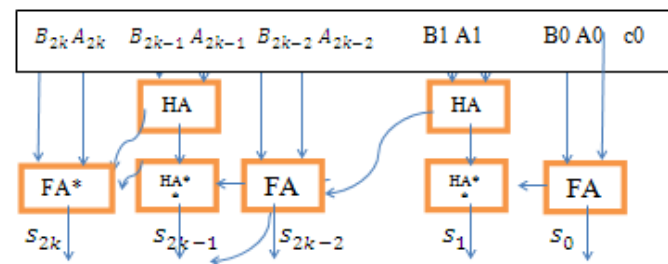 B₂ₖ A₂ₖ B₂ₖ₋₁ A₂ₖ₋₁ B₂ₖ₋₂ A₂ₖ₋₂ B1 A1 B0 A0 c0
HA HA
FA* HA** FA HA** FA
S₂ₖ S₂ₖ₋₁ S₂ₖ₋₂ S₁ S₀